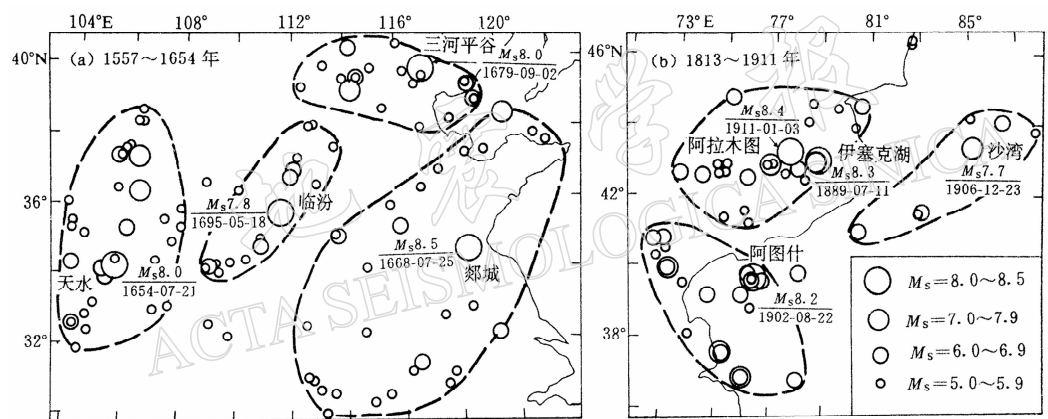 104°E 108 112 116 120
40°N
36°
32°
(a) 1557～1654 年
三河平谷
Ms8.0
1679-09-02
临汾
Ms7.8
1695-05-18
Ms8.5
1668-07-25
郯城
天水
Ms8.0
1654-07-21
73°E 77° 81° 85°
46°N
42°
38°
(b) 1813～1911 年
Ms8.4
1911-01-03
阿拉木图
伊塞克湖
Ms8.3
1889-07-11
沙湾
Ms7.7
1906-12-23
阿图什
Ms8.2
1902-08-22
Ms=8.0～8.5
Ms=7.0～7.9
Ms=6.0～6.9
Ms=5.0～5.9
地震学报
ACTA SEISMOLOGICA SINICA